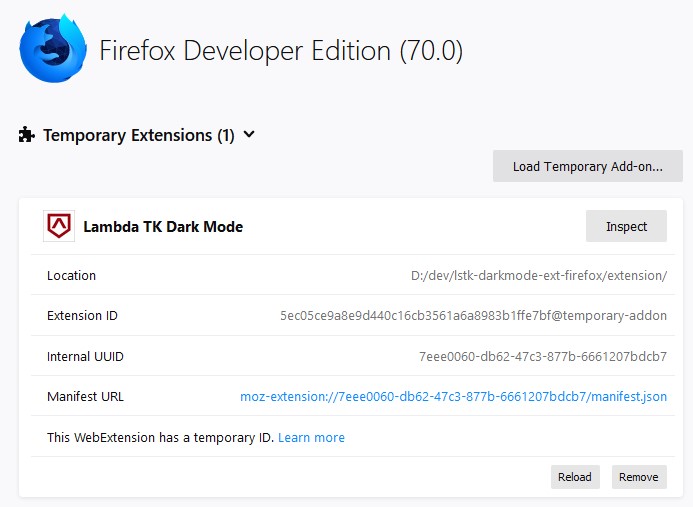 Firefox Developer Edition (70.0)
Temporary Extensions (1)
Load Temporary Add-on...
Lambda TK Dark Mode
Inspect
Location
D:/dev/lstk-darkmode-ext-firefox/extension/
Extension ID
5ec05ce9a8e9d440c16cb3561a6a8983b1ffe7bf@temporary-addon
Internal UUID
7eee0060-db62-47c3-877b-6661207bdcb7
Manifest URL
moz-extension://7eee0060-db62-47c3-877b-6661207bdcb7/manifest.json
This WebExtension has a temporary ID. Learn more
Reload
Remove